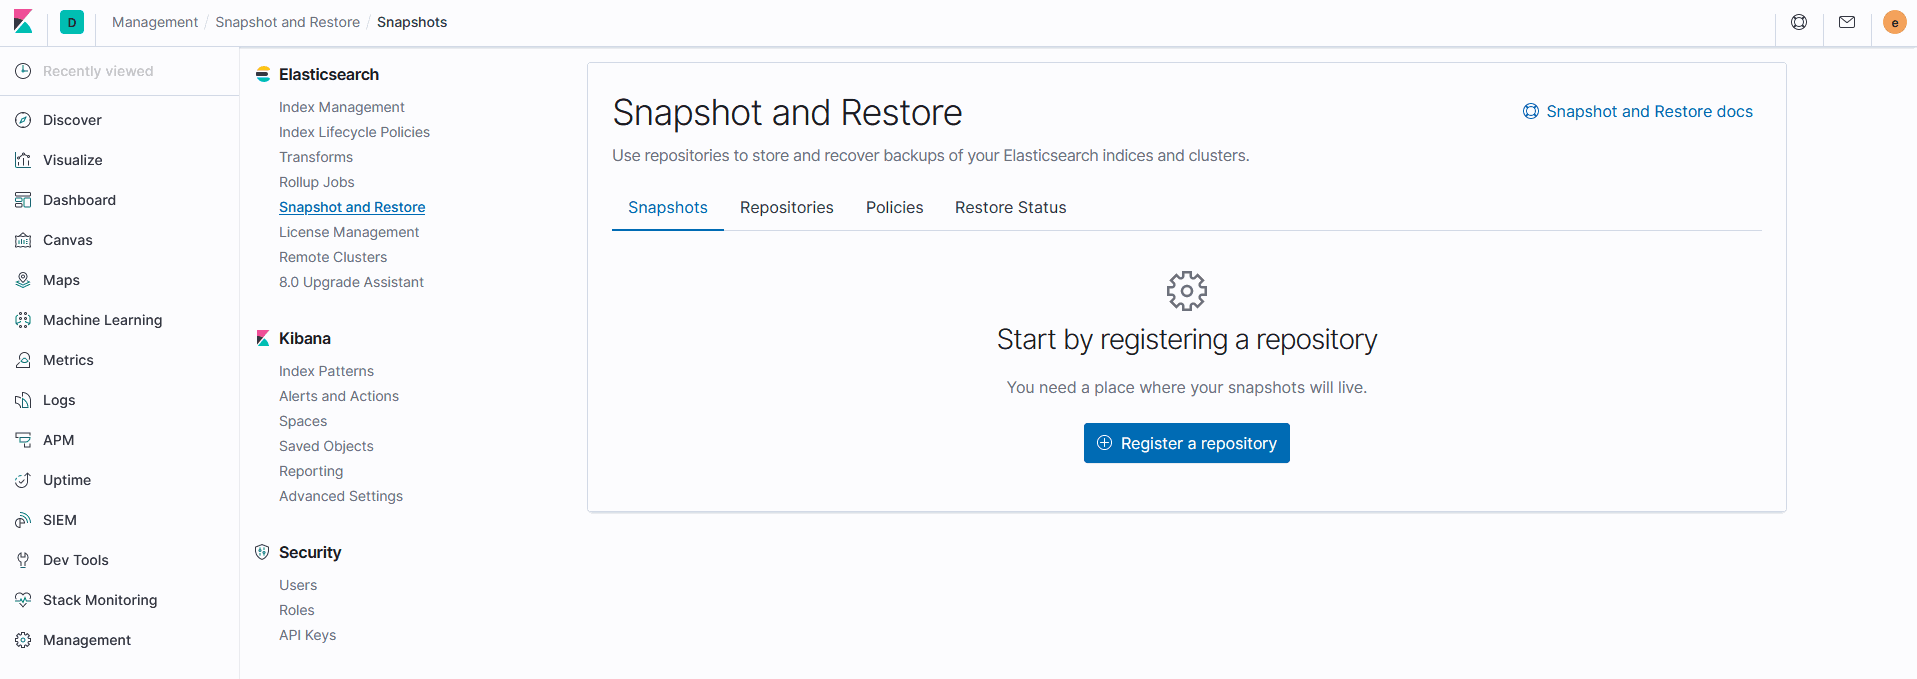 D
Management / Snapshot and Restore / Snapshots
e
Recently viewed
Discover
Visualize
Dashboard
Canvas
Maps
Machine Learning
Metrics
Logs
APM
Uptime
SIEM
Dev Tools
Stack Monitoring
Management
Elasticsearch
Index Management
Index Lifecycle Policies
Transforms
Rollup Jobs
Snapshot and Restore
License Management
Remote Clusters
8.0 Upgrade Assistant
Kibana
Index Patterns
Alerts and Actions
Spaces
Saved Objects
Reporting
Advanced Settings
Security
Users
Roles
API Keys
Snapshot and Restore
Snapshot and Restore docs
Use repositories to store and recover backups of your Elasticsearch indices and clusters.
Snapshots Repositories Policies Restore Status
Start by registering a repository
You need a place where your snapshots will live.
Register a repository